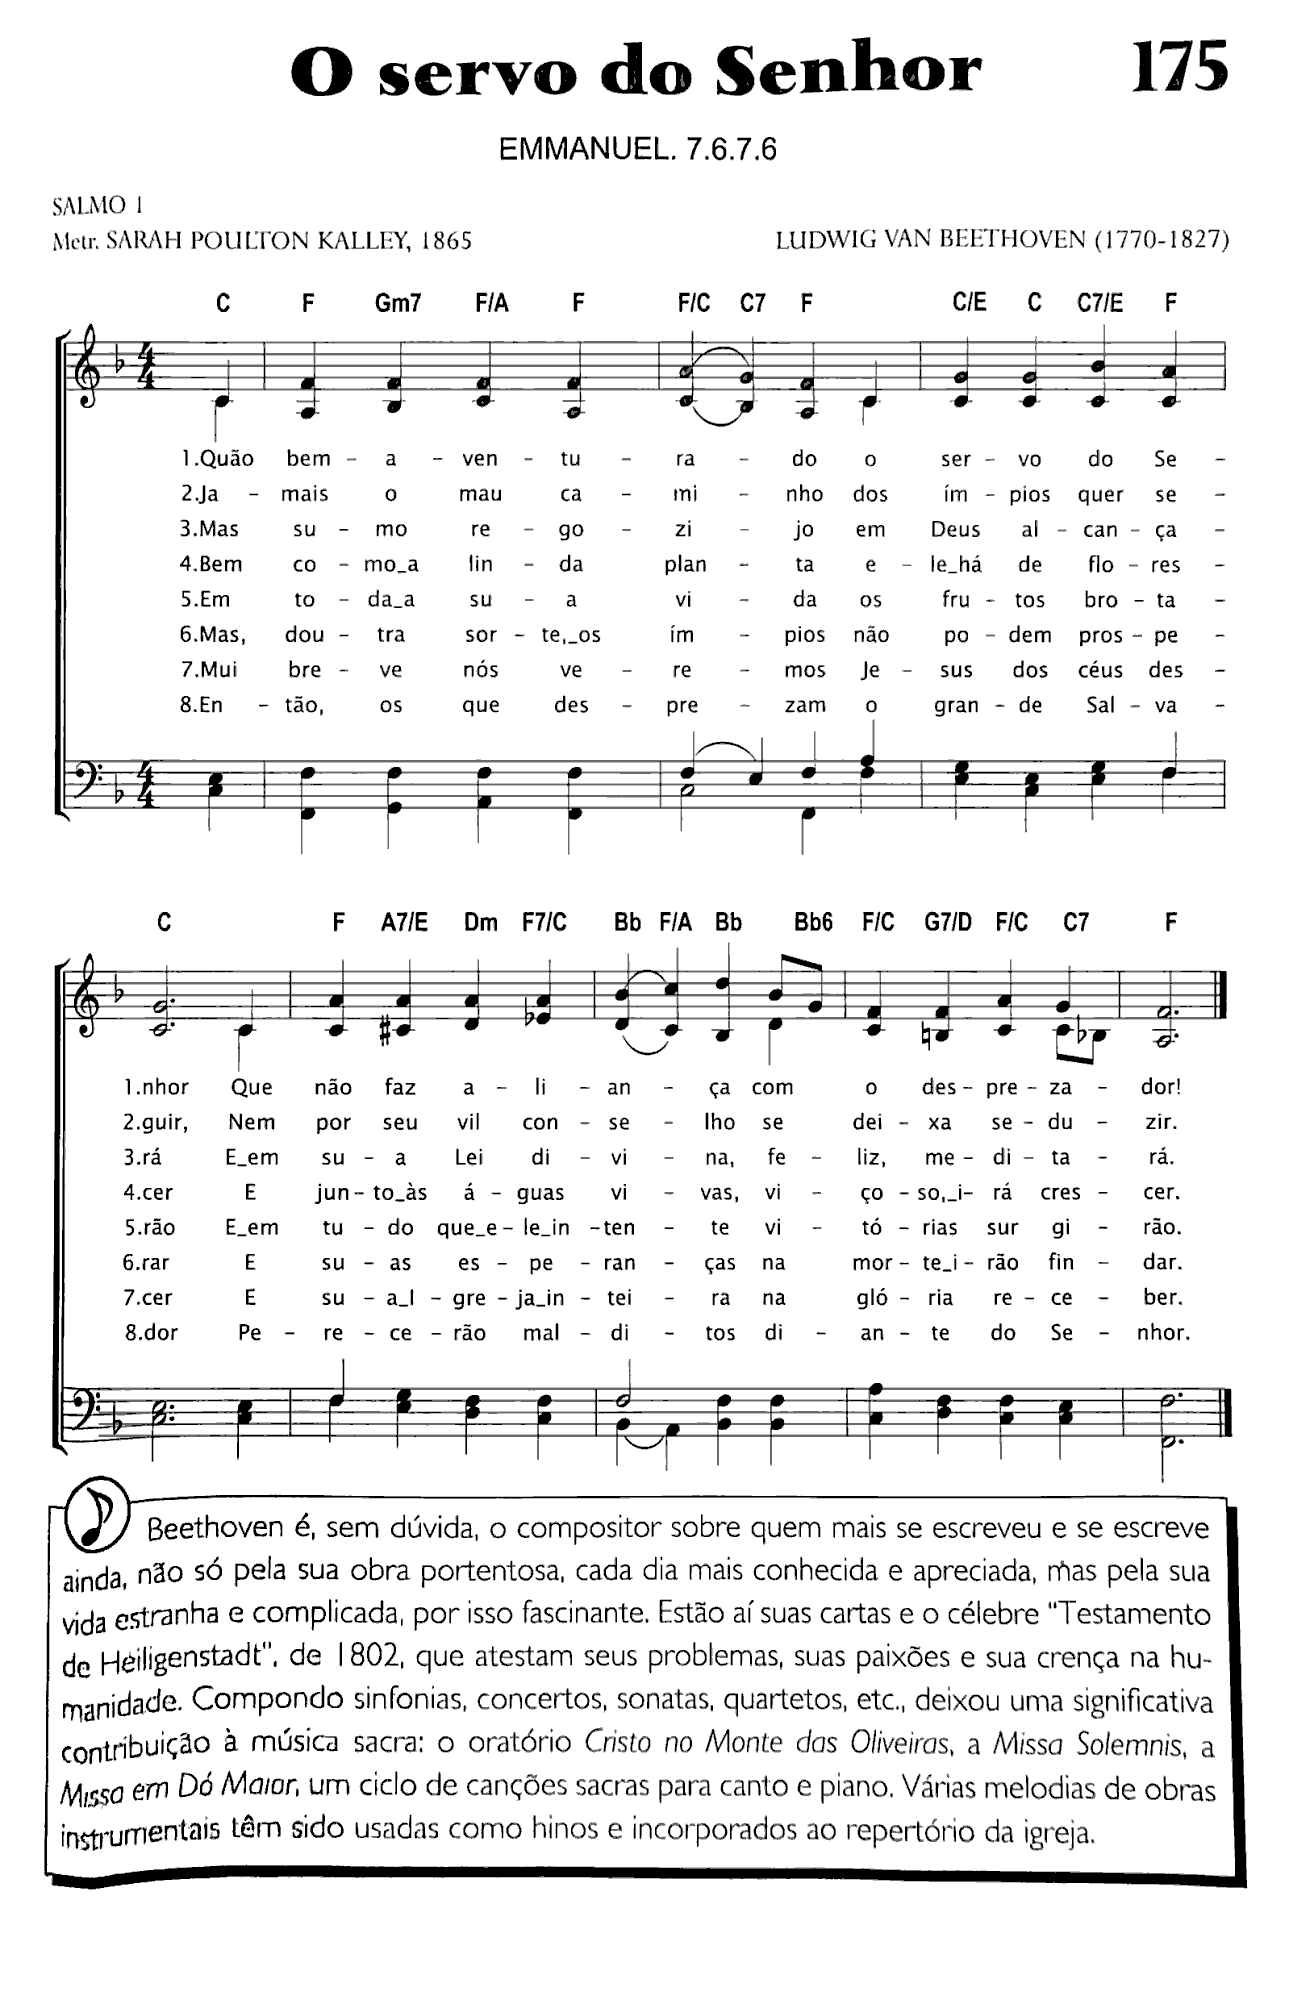 O servo do Senhor 175
EMMANUEL. 7.6.7.6
SALMO 1
Metr. SARAH POULTON KALLEY, 1865 LUDWIG VAN BEETHOVEN (1770-1827)
C F Gm7 F/A F F/C C7 F C/E C C7/E F
4 4
1.Quão bem - a - ven - tu - ra - do o ser - vo do Se -
2.Ja - mais o mau ca - mi - nho dos ím - pios quer se -
3.Mas su - mo re - go - zi - jo em Deus al - can - ça -
4.Bem co - mo_a lin - da plan - ta e - le_há de flo - res -
5.Em to - da_a su - a vi - da os fru - tos bro - ta -
6.Mas, dou - tra sor - te,_os ím - pios não po - dem pros - pe -
7.Mui bre - ve nós ve - re - mos Je - sus dos céus des -
8.En - tão, os que des - pre - zam o gran - de Sal - va -
4 4
C F A7/E Dm F7/C Bb F/A Bb Bb6 F/C G7/D F/C C7 F
1.nhor Que não faz a - li - an - ça com o des - pre - za - dor!
2.guir, Nem por seu vil con - se - lho se dei - xa se - du - zir.
3.rá E_em su - a Lei di - vi - na, fe - liz, me - di - ta - rá.
4.cer E jun - to_às á - guas vi - vas, vi - ço - so,_i- rá cres - cer.
5.rão E_em tu - do que_e - le_in - ten - te vi - tó - rias sur gi - rão.
6.rar E su - as es - pe - ran - ças na mor - te_i - rão fin - dar.
7.cer E su - a_I - gre - ja_in - tei - ra na gló - ria re - ce - ber.
8.dor Pe - re - ce - rão mal - di - tos di - an - te do Se - nhor.
Beethoven é, sem dúvida, o compositor sobre quem mais se escreveu e se escreve
ainda, não só pela sua obra portentosa, cada dia mais conhecida e apreciada, mas pela sua
vida estranha e complicada, por isso fascinante. Estão aí suas cartas e o célebre "Testamento
de Heiligenstadt", de 1802, que atestam seus problemas, suas paixões e sua crença na hu-
manidade. Compondo sinfonias, concertos, sonatas, quartetos, etc., deixou uma significativa
contribuição à música sacra: o oratório Cristo no Monte das Oliveiras, a Missa Solemnis, a
Missa em Dó Maior, um ciclo de canções sacras para canto e piano. Várias melodias de obras
instrumentais têm sido usadas como hinos e incorporados ao repertório da igreja.